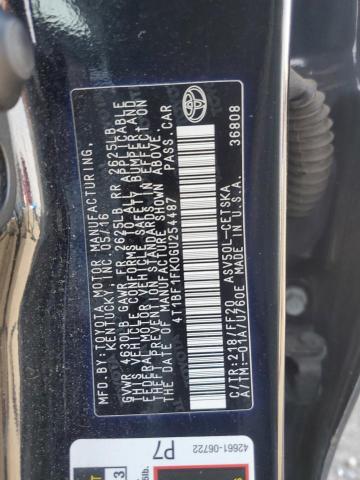 MFD.BY: TOYOTA MOTOR MANUFACTURING,
KENTUCKY, INC. 05/16
GVWR 4630LB GAWR FR 2625LB RR 2625LB
THIS VEHICLE CONFORMS TO ALL APPLICABLE
FEDERAL MOTOR VEHICLE SAFETY, BUMPER, AND
THEFT PREVENTION STANDARDS IN EFFECT ON
THE DATE OF MANUFACTURE SHOWN ABOVE.
4T1BF1FK0GU254487 PASS.CAR
C/TR: 218/FF20 ASV50L-CETSKA
A/TM: -01A/U760E MADE IN U.S.A.
36808
42661-06722
P7